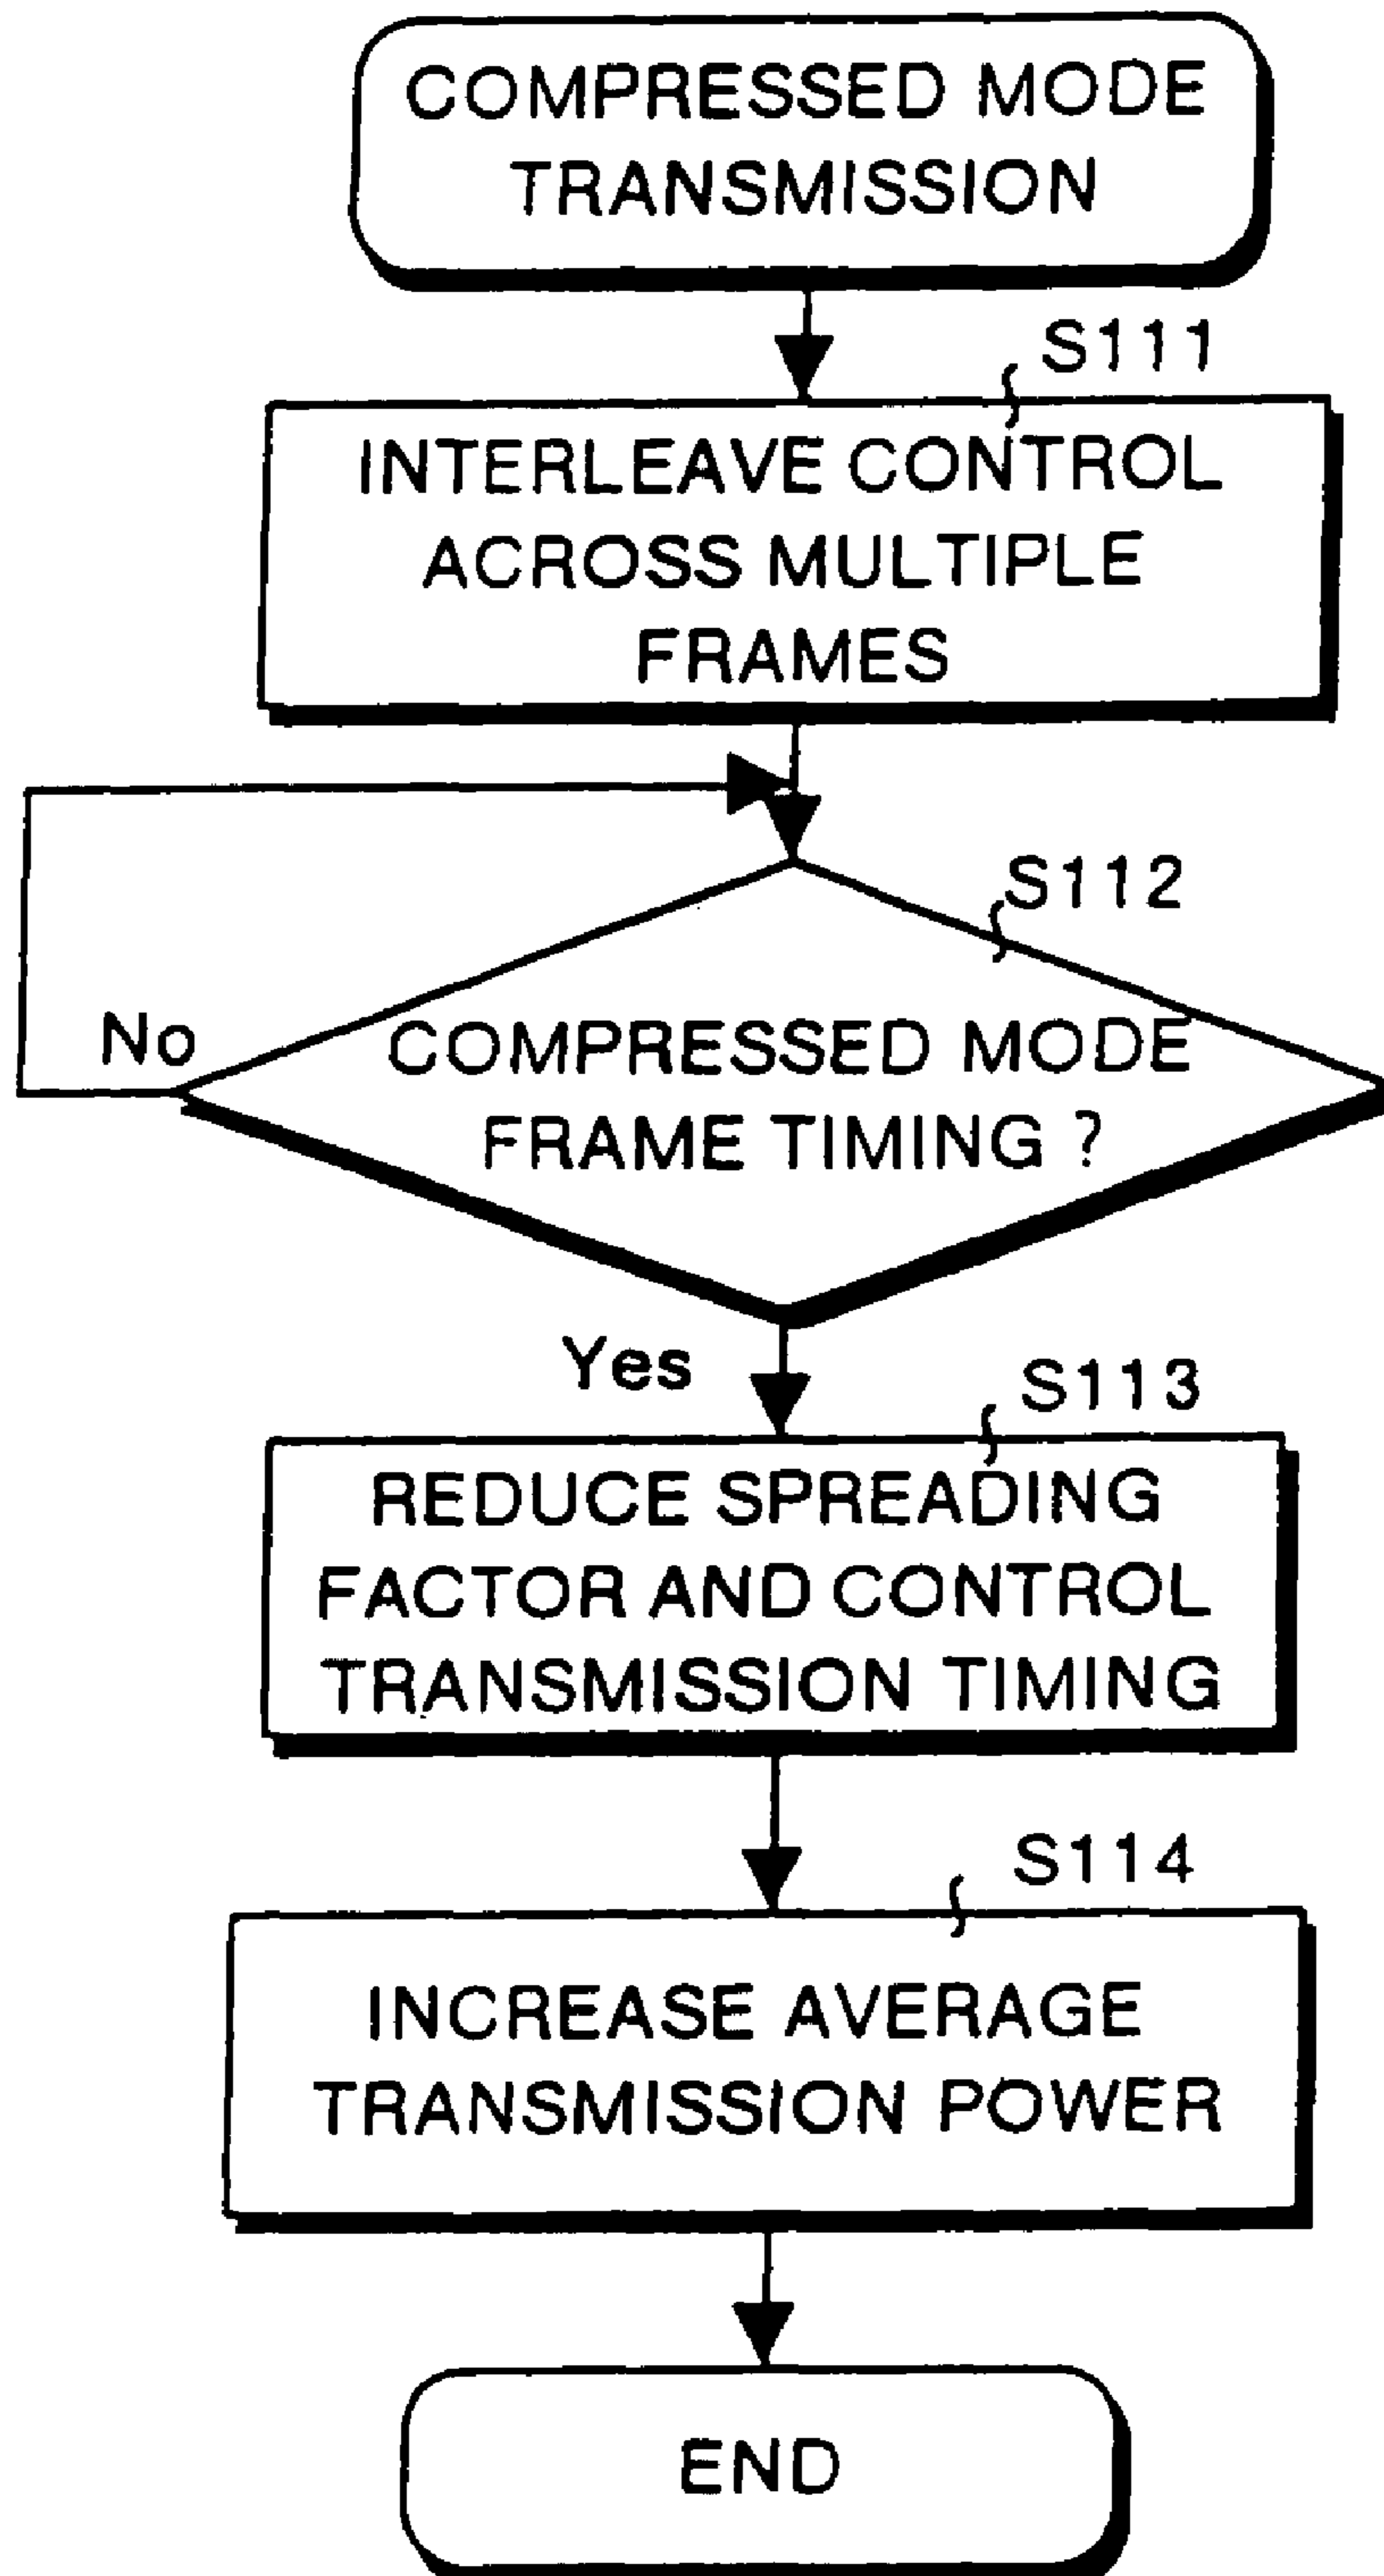 COMPRESSED MODE
TRANSMISSION
S111
INTERLEAVE CONTROL
ACROSS MULTIPLE
FRAMES
S112
No
COMPRESSED MODE
FRAME TIMING ?
Yes
S113
REDUCE SPREADING
FACTOR AND CONTROL
TRANSMISSION TIMING
S114
INCREASE AVERAGE
TRANSMISSION POWER
END